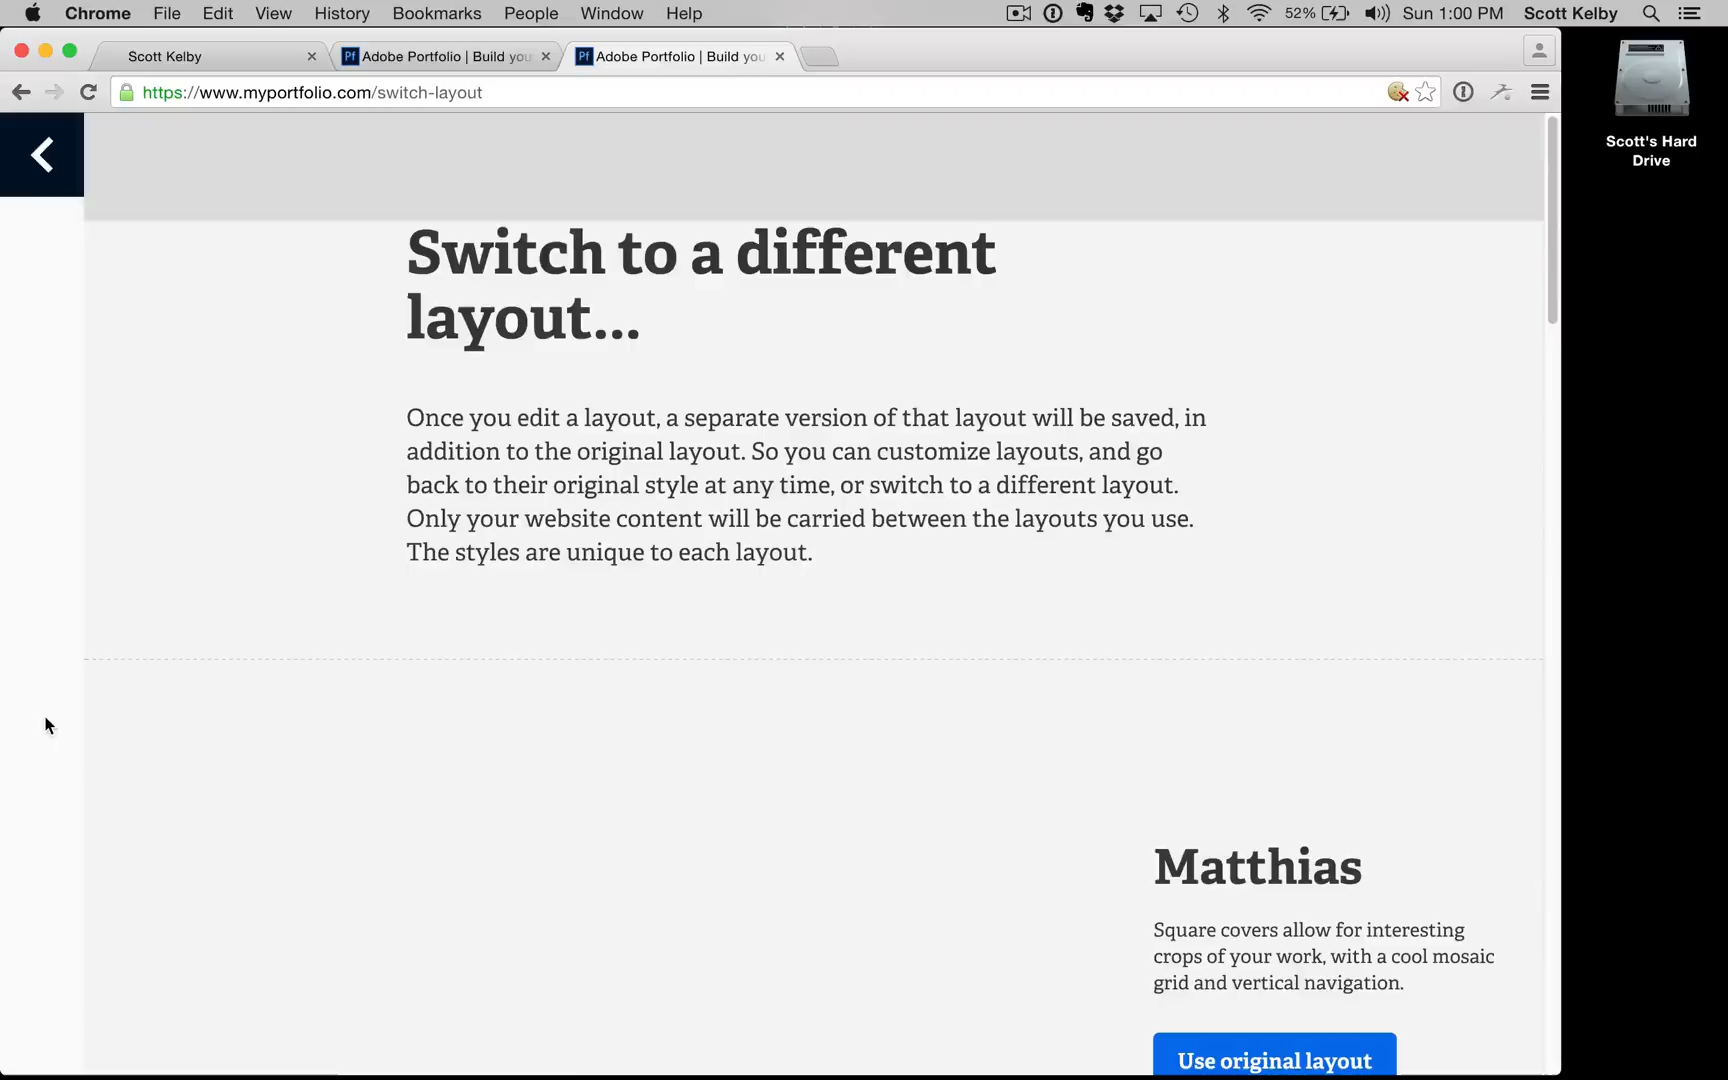 Chrome File Edit View History Bookmarks People Window Help 52% Sun 1:00 PM Scott Kelby
Scott Kelby
Pf Adobe Portfolio | Build you
Pf Adobe Portfolio | Build you
https://www.myportfolio.com/switch-layout
Scott's Hard
Drive
Switch to a different
layout...
Once you edit a layout, a separate version of that layout will be saved, in
addition to the original layout. So you can customize layouts, and go
back to their original style at any time, or switch to a different layout.
Only your website content will be carried between the layouts you use.
The styles are unique to each layout.
Matthias
Square covers allow for interesting
crops of your work, with a cool mosaic
grid and vertical navigation.
Use original layout